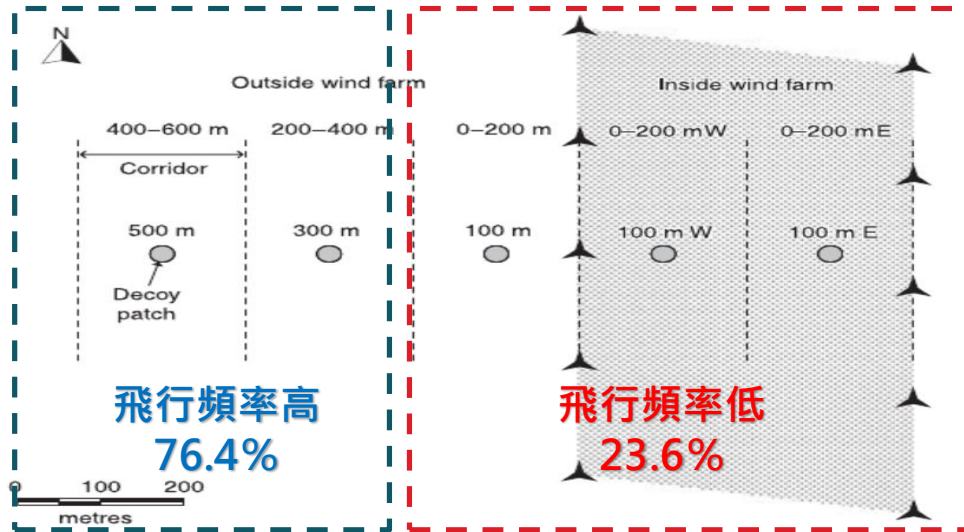 N
Outside wind farm
Inside wind farm
400–600 m
200–400 m
0–200 m
0–200 mW
0–200 mE
Corridor
500 m
300 m
100 m
100 m W
100 m E
Decoy
patch
飛行頻率高
76.4%
飛行頻率低
23.6%
0 100 200
metres